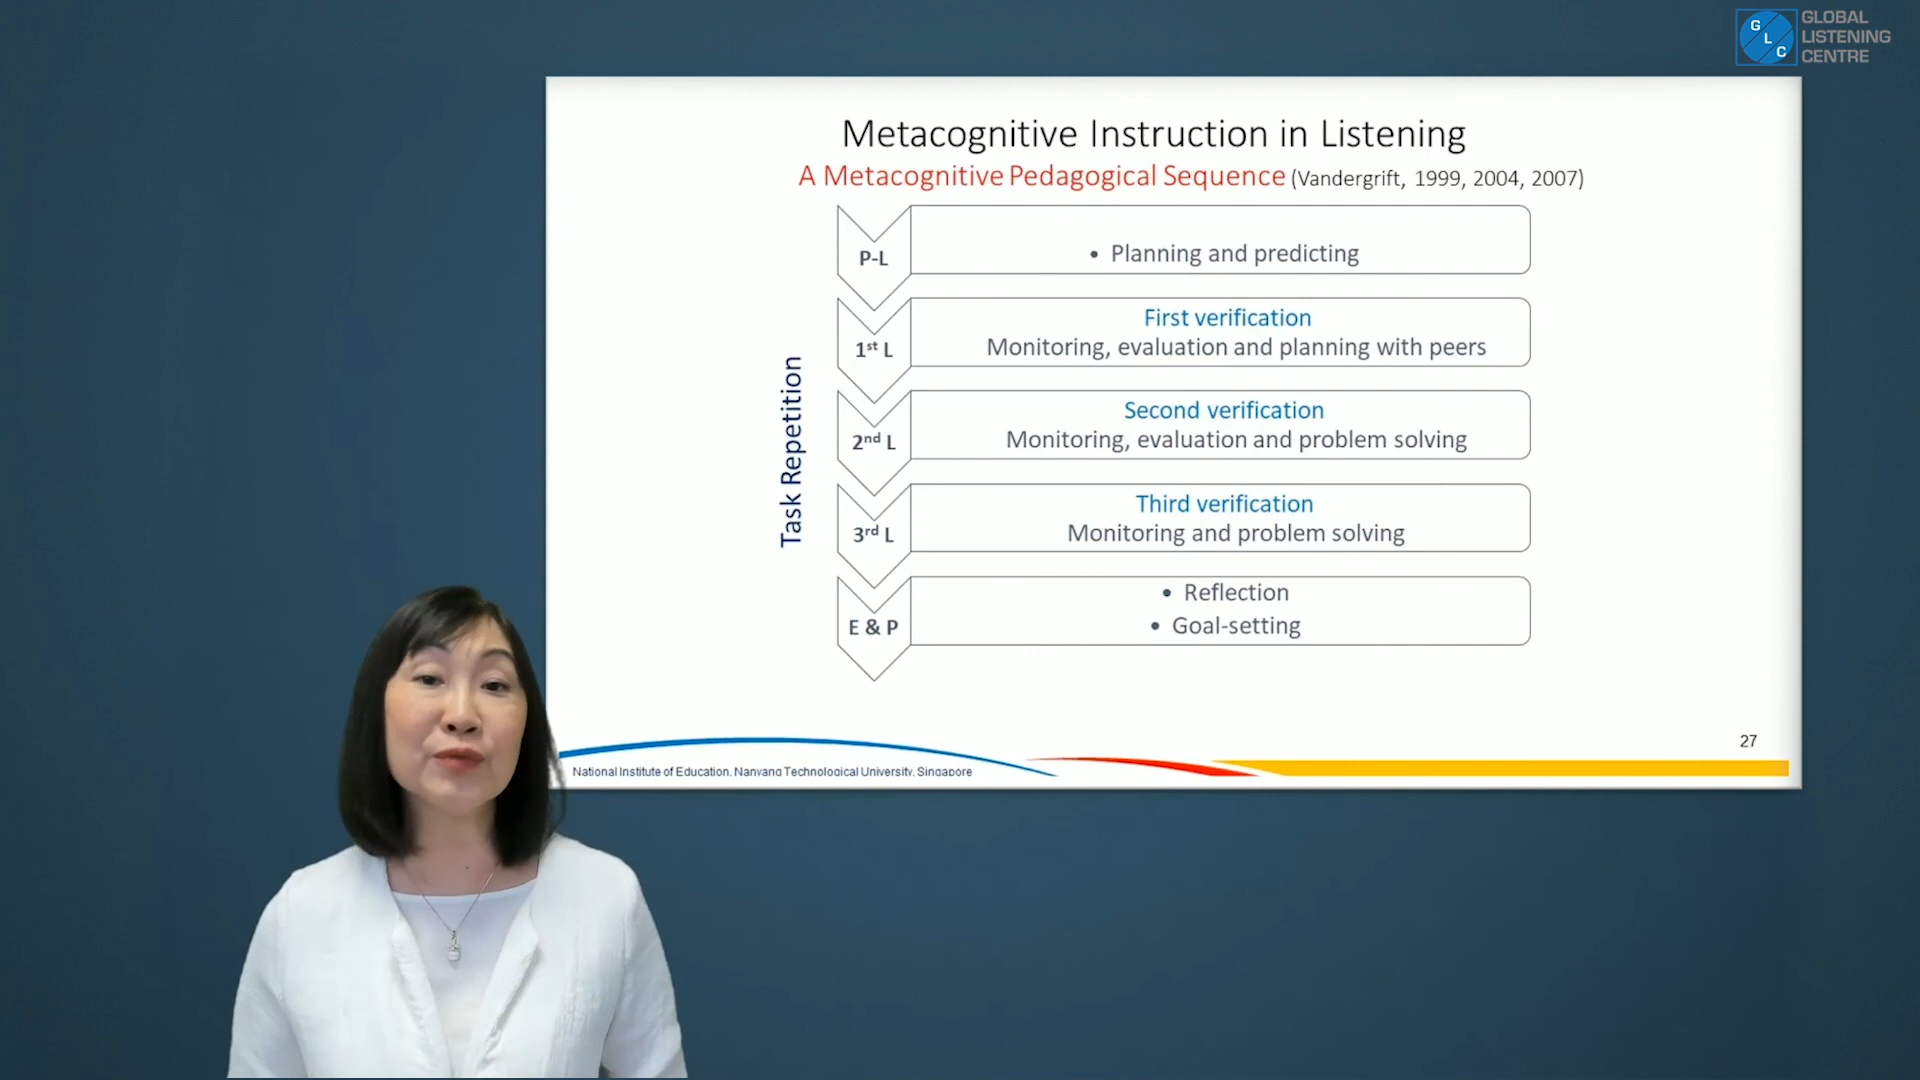 GLOBAL
LISTENING
CENTRE
G
L
C
Metacognitive Instruction in Listening
A Metacognitive Pedagogical Sequence (Vandergrift, 1999, 2004, 2007)
P-L
• Planning and predicting
1st L
First verification
Monitoring, evaluation and planning with peers
2nd L
Second verification
Monitoring, evaluation and problem solving
3rd L
Third verification
Monitoring and problem solving
E & P
• Reflection
• Goal-setting
Task Repetition
27
National Institute of Education, Nanyang Technological University, Singapore